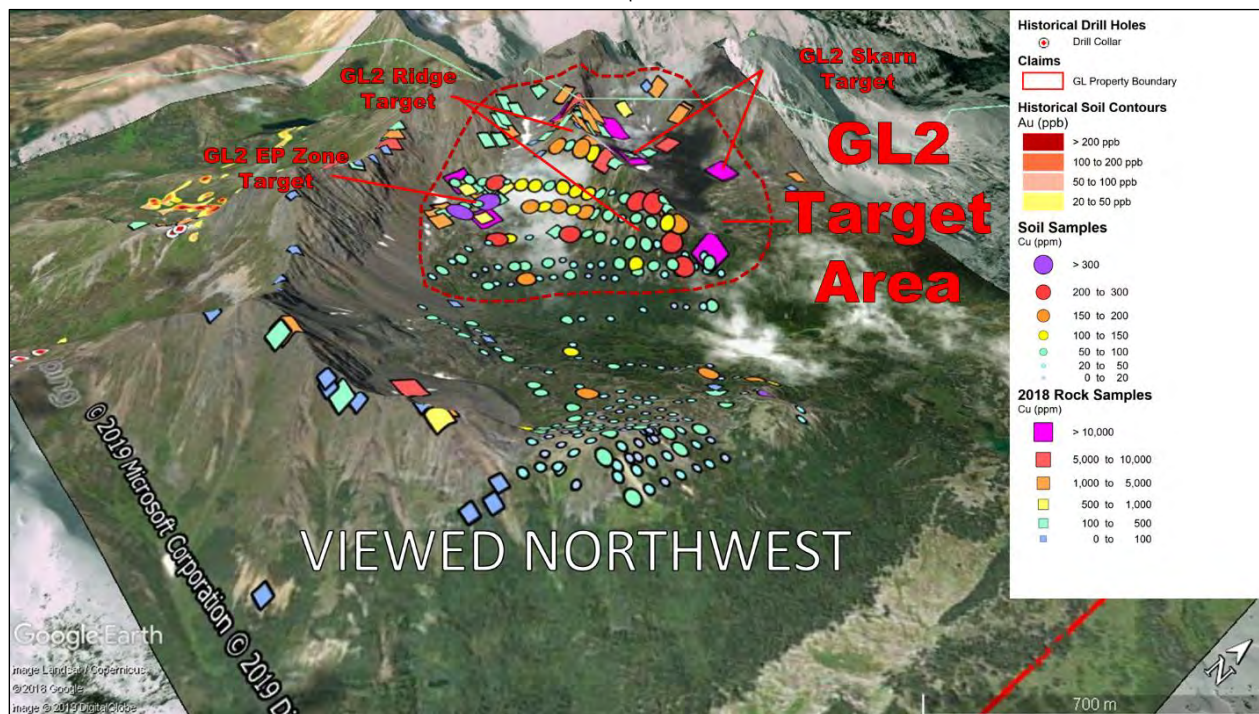 GL2 Ridge
Target
GL2 Skarn
Target
GL2 EP Zone
Target
GL2
Target
Area
VIEWED NORTHWEST
ping
© 2019 Microsoft Corporation © 2019 Di
Google Earth
Image Landsat / Copernicus
© 2018 Google
Image © 2019 DigitalGlobe
700 m
N
Historical Drill Holes
Drill Collar
Claims
GL Property Boundary
Historical Soil Contours
Au (ppb)
> 200 ppb
100 to 200 ppb
50 to 100 ppb
20 to 50 ppb
Soil Samples
Cu (ppm)
> 300
200 to 300
150 to 200
100 to 150
50 to 100
20 to 50
0 to 20
2018 Rock Samples
Cu (ppm)
> 10,000
5,000 to 10,000
1,000 to 5,000
500 to 1,000
100 to 500
0 to 100